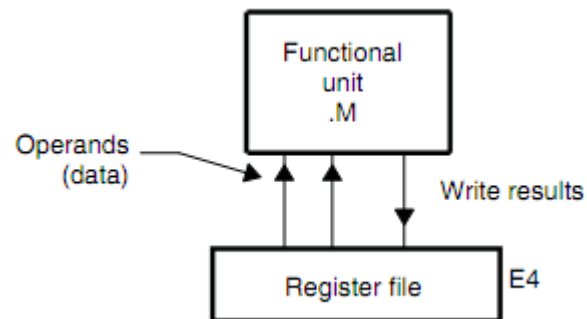 Functional
unit
.M
Operands
(data)
Write results
Register file
E4